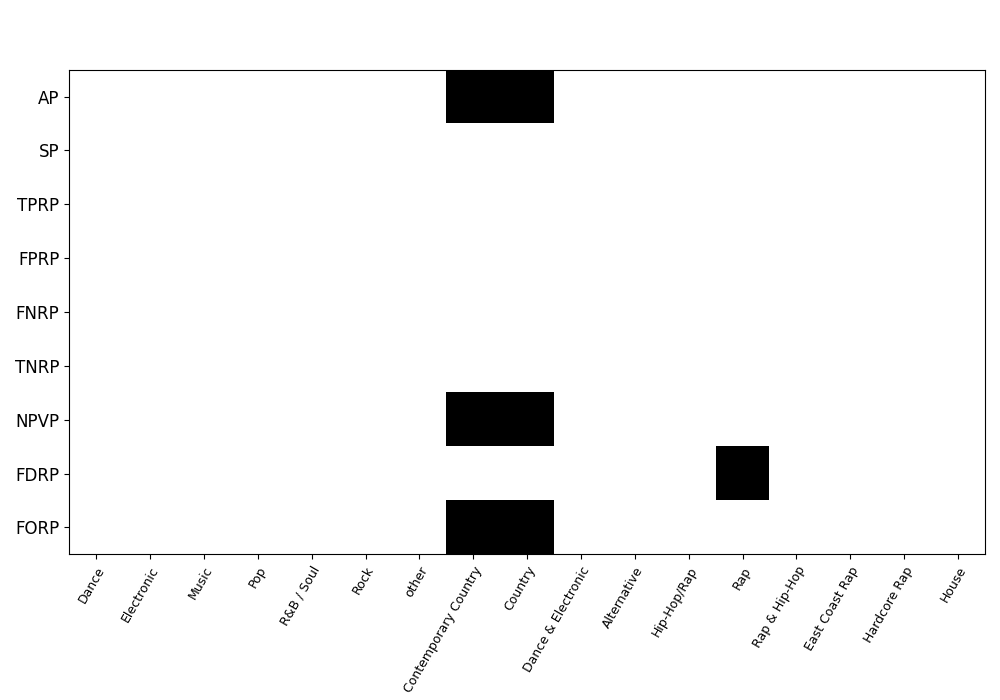 AP
SP
TPRP
FPRP
FNRP
TNRP
NPVP
FDRP
FORP
Dance
Electronic
Music
Pop
R&B / Soul
Rock
other
Contemporary Country
Country
Dance & Electronic
Alternative
Hip-Hop/Rap
Rap
Rap & Hip-Hop
East Coast Rap
Hardcore Rap
House